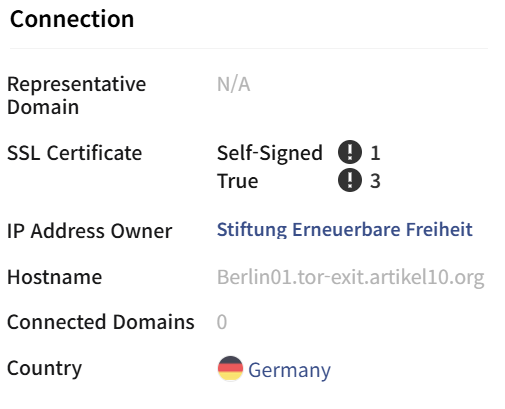 Connection
Representative Domain N/A
SSL Certificate Self-Signed 1
True 3
IP Address Owner Stiftung Erneuerbare Freiheit
Hostname Berlin01.tor-exit.artikel10.org
Connected Domains 0
Country Germany